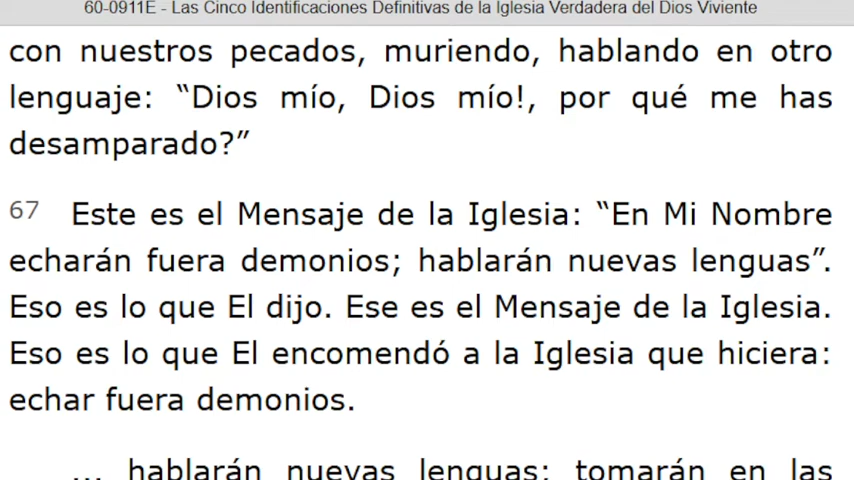 60-0911E - Las Cinco Identificaciones Definitivas de la Iglesia Verdadera del Dios Viviente
con nuestros pecados, muriendo, hablando en otro
lenguaje: “Dios mío, Dios mío!, por qué me has
desamparado?”
67 Este es el Mensaje de la Iglesia: “En Mi Nombre
echarán fuera demonios; hablarán nuevas lenguas”.
Eso es lo que El dijo. Ese es el Mensaje de la Iglesia.
Eso es lo que El encomendó a la Iglesia que hiciera:
echar fuera demonios.
... hablarán nuevas lenguas; tomarán en las